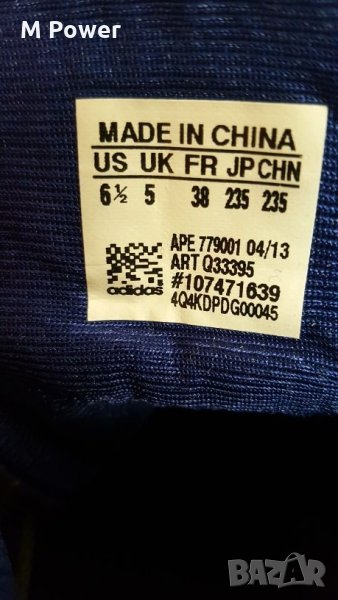 M Power
MADE IN CHINA
US UK FR JP CHN
6½ 5 38 235 235
APE 779001 04/13
ART Q33395
#107471639
adidas 4Q4KDPDG00045
BAZAR